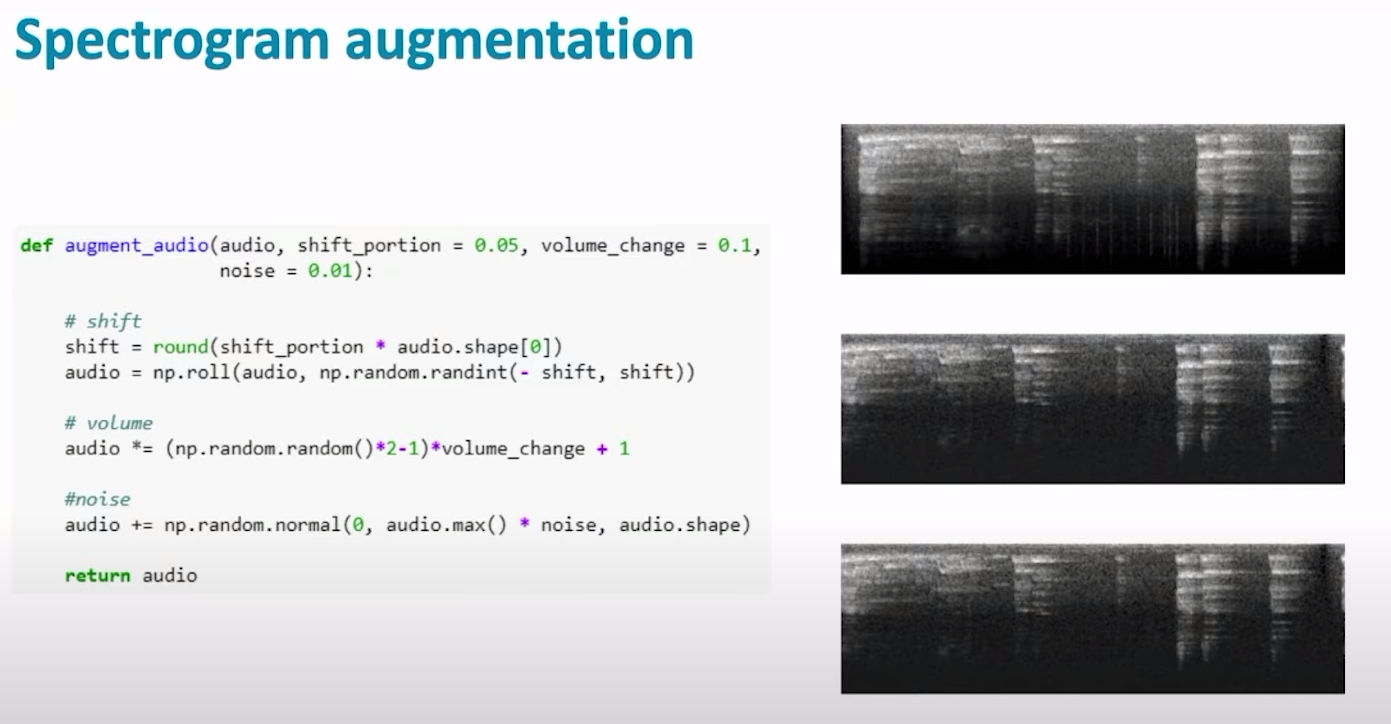 Spectrogram augmentation
def augment_audio(audio, shift_portion = 0.05, volume_change = 0.1,
noise = 0.01):
# shift
shift = round(shift_portion * audio.shape[0])
audio = np.roll(audio, np.random.randint(- shift, shift))
# volume
audio *= (np.random.random()*2-1)*volume_change + 1
#noise
audio += np.random.normal(0, audio.max() * noise, audio.shape)
return audio